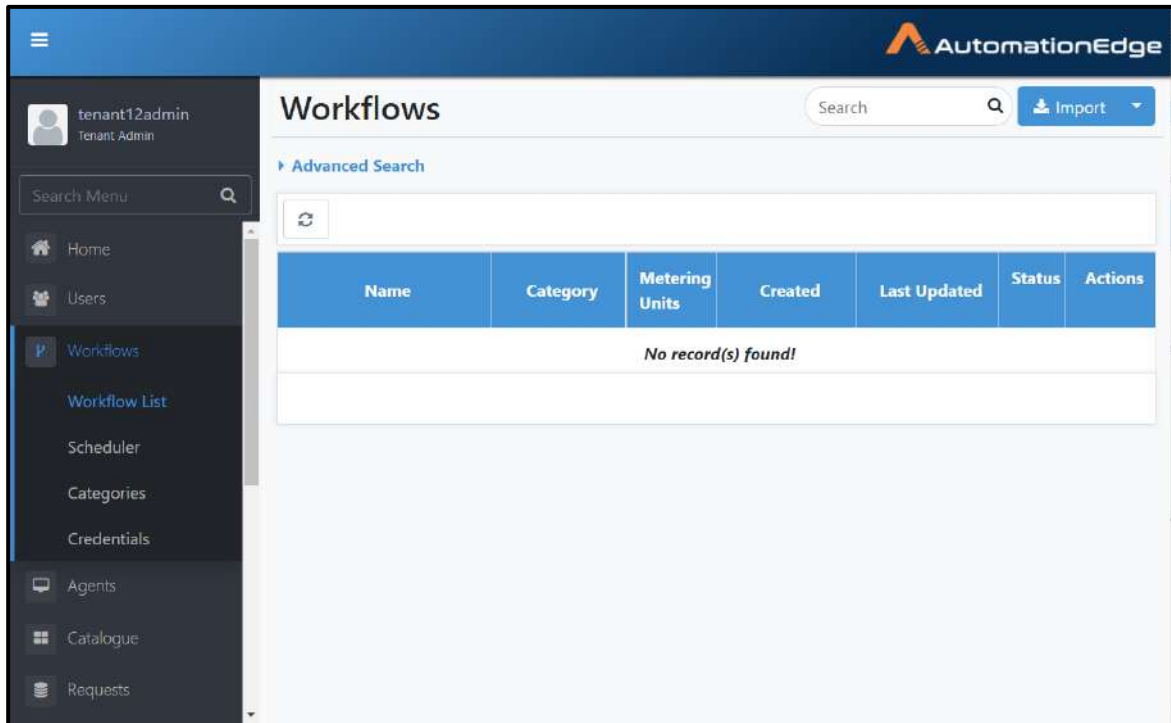 AutomationEdge
tenant12admin
Tenant Admin
Search Menu
Home
Users
Workflows
Workflow List
Scheduler
Categories
Credentials
Agents
Catalogue
Requests
Workflows
Search
Import
Advanced Search
Name Category Metering Units Created Last Updated Status Actions
No record(s) found!